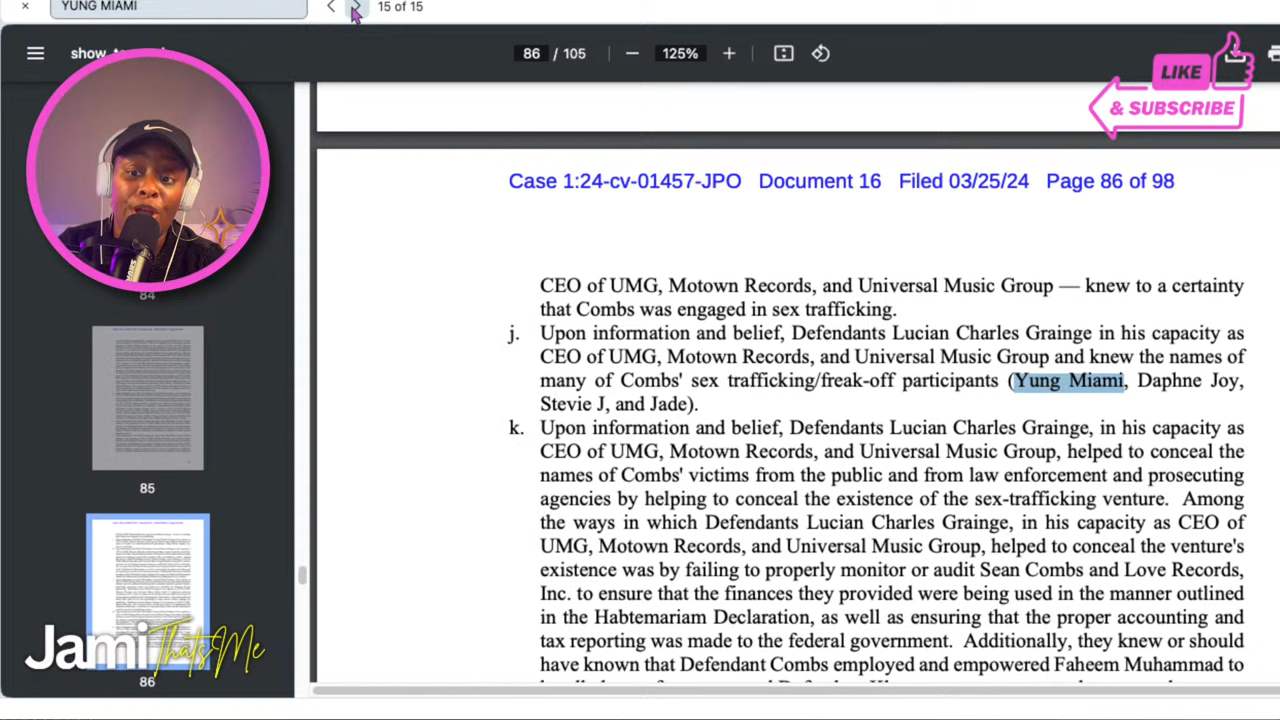 YUNG MIAMI
15 of 15
86 / 105
125%
LIKE
& SUBSCRIBE
Case 1:24-cv-01457-JPO Document 16 Filed 03/25/24 Page 86 of 98
CEO of UMG, Motown Records, and Universal Music Group — knew to a certainty
that Combs was engaged in sex trafficking.
j. Upon information and belief, Defendants Lucian Charles Grainge in his capacity as
CEO of UMG, Motown Records, and Universal Music Group and knew the names of
many of Combs' sex trafficking/freak-off participants (Yung Miami, Daphne Joy,
Stevie J, and Jade).
k. Upon information and belief, Defendants Lucian Charles Grainge, in his capacity as
CEO of UMG, Motown Records, and Universal Music Group, helped to conceal the
names of Combs' victims from the public and from law enforcement and prosecuting
agencies by helping to conceal the existence of the sex-trafficking venture. Among
the ways in which Defendants Lucian Charles Grainge, in his capacity as CEO of
UMG, Motown Records, and Universal Music Group, helped to conceal the venture's
existence was by failing to properly monitor or audit Sean Combs and Love Records,
Inc. to ensure that the finances they provided were being used in the manner outlined
in the Habtemariam Declaration, as well as ensuring that the proper accounting and
tax reporting was made to the federal government. Additionally, they knew or should
have known that Defendant Combs employed and empowered Faheem Muhammad to
84
85
86
Jami That's Me